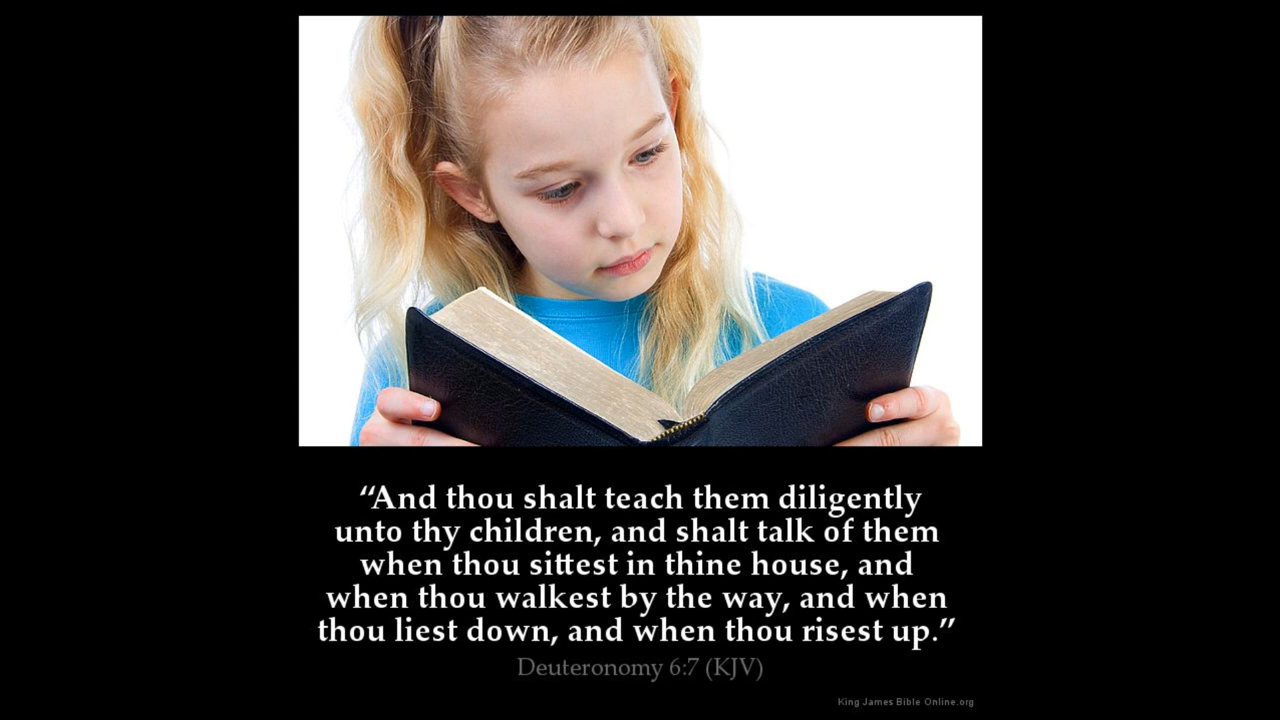 “And thou shalt teach them diligently
unto thy children, and shalt talk of them
when thou sittest in thine house, and
when thou walkest by the way, and when
thou liest down, and when thou risest up.”
Deuteronomy 6:7 (KJV)
King James Bible Online.org